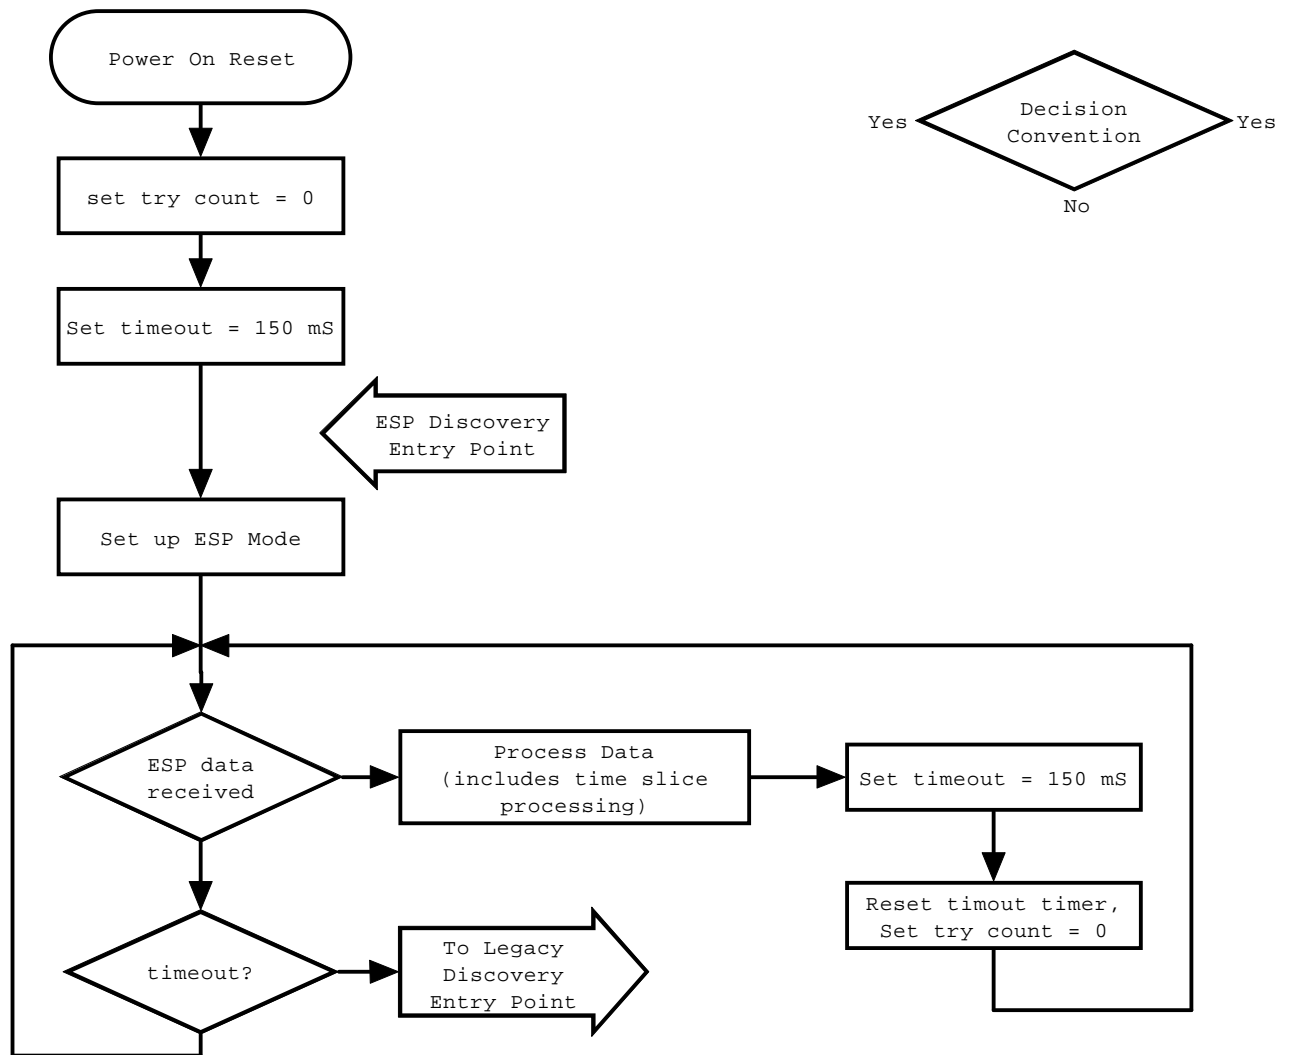 Power On Reset
set try count = 0
Set timeout = 150 mS
ESP Discovery
Entry Point
Set up ESP Mode
Decision
Convention
Yes
Yes
No
ESP data
received
Process Data
(includes time slice
processing)
Set timeout = 150 mS
Reset timout timer,
Set try count = 0
timeout?
To Legacy
Discovery
Entry Point